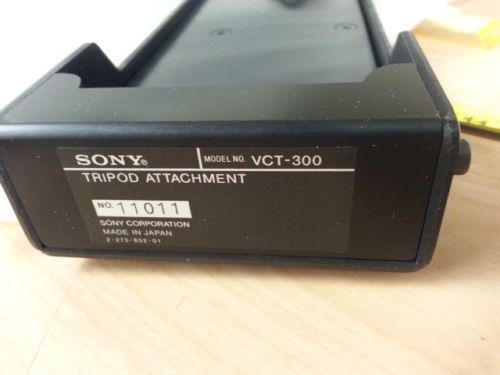 SONY® MODEL NO. VCT-300
TRIPOD ATTACHMENT
NO. 11011
SONY CORPORATION
MADE IN JAPAN
2-273-802-01